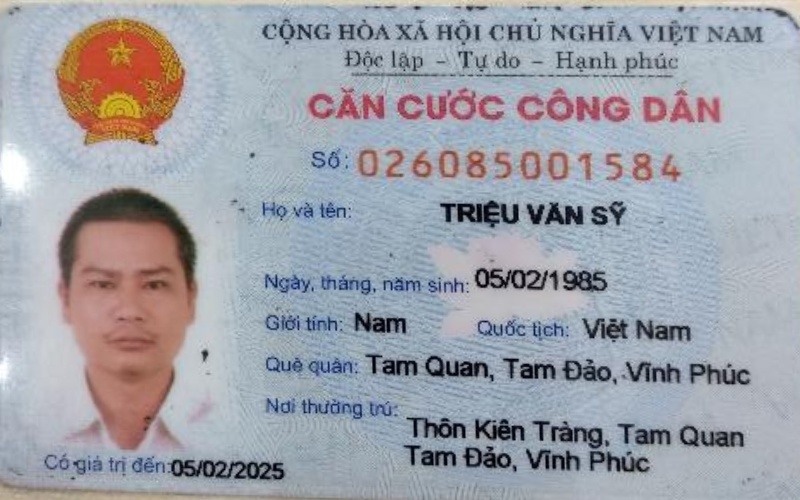 CỘNG HÒA XÃ HỘI CHỦ NGHĨA VIỆT NAM
Độc lập - Tự do - Hạnh phúc
CĂN CƯỚC CÔNG DÂN
Số: 026085001584
Họ và tên: TRIỆU VĂN SỸ
Ngày, tháng, năm sinh: 05/02/1985
Giới tính: Nam Quốc tịch: Việt Nam
Quê quán: Tam Quan, Tam Đảo, Vĩnh Phúc
Nơi thường trú: Thôn Kiên Tràng, Tam Quan
Tam Đảo, Vĩnh Phúc
Có giá trị đến: 05/02/2025